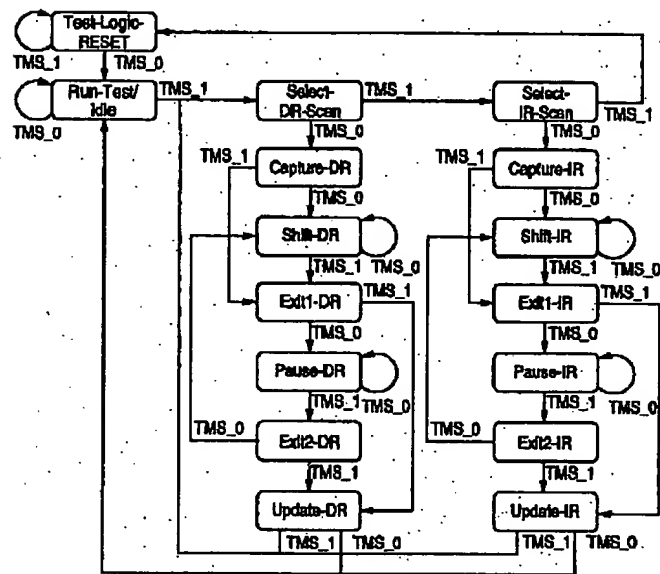 Test-Logic-
RESET
TMS_1
TMS_0
Run-Test/
Idle
TMS_0
TMS_1
Select-
DR-Scan
TMS_1
Select-
IR-Scan
TMS_1
TMS_0
TMS_0
TMS_1
Capture-DR
TMS_1
Capture-IR
TMS_0
TMS_0
Shift-DR
Shift-IR
TMS_1
TMS_0
TMS_1
TMS_0
Exit1-DR
TMS_1
Exit1-IR
TMS_1
TMS_0
TMS_0
Pause-DR
Pause-IR
TMS_1
TMS_0
TMS_1
TMS_0
TMS_0
Exit2-DR
TMS_0
Exit2-IR
TMS_1
TMS_1
Update-DR
Update-IR
TMS_1
TMS_0
TMS_1
TMS_0